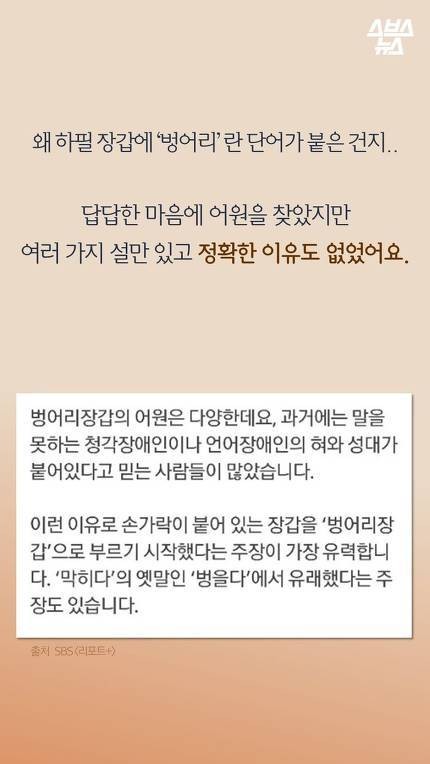 스브스
뉴스
왜 하필 장갑에 ‘벙어리’란 단어가 붙은 건지..
답답한 마음에 어원을 찾았지만
여러 가지 설만 있고 정확한 이유도 없었어요.
벙어리장갑의 어원은 다양한데요, 과거에는 말을
못하는 청각장애인이나 언어장애인의 혀와 성대가
붙어있다고 믿는 사람들이 많았습니다.
이런 이유로 손가락이 붙어 있는 장갑을 ‘벙어리장
갑’으로 부르기 시작했다는 주장이 가장 유력합니
다. ‘막히다’의 옛말인 ‘벙을다’에서 유래했다는 주
장도 있습니다.
출처 SBS<리포트+>